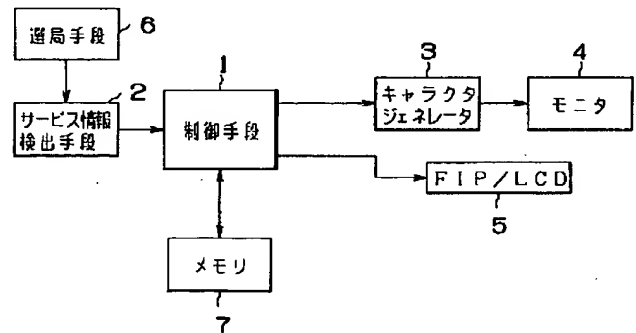 選局手段
6
サービス情報
検出手段
2
制御手段
1
キャラクタ
ジェネレータ
3
モニタ
4
FIP/LCD
5
メモリ
7